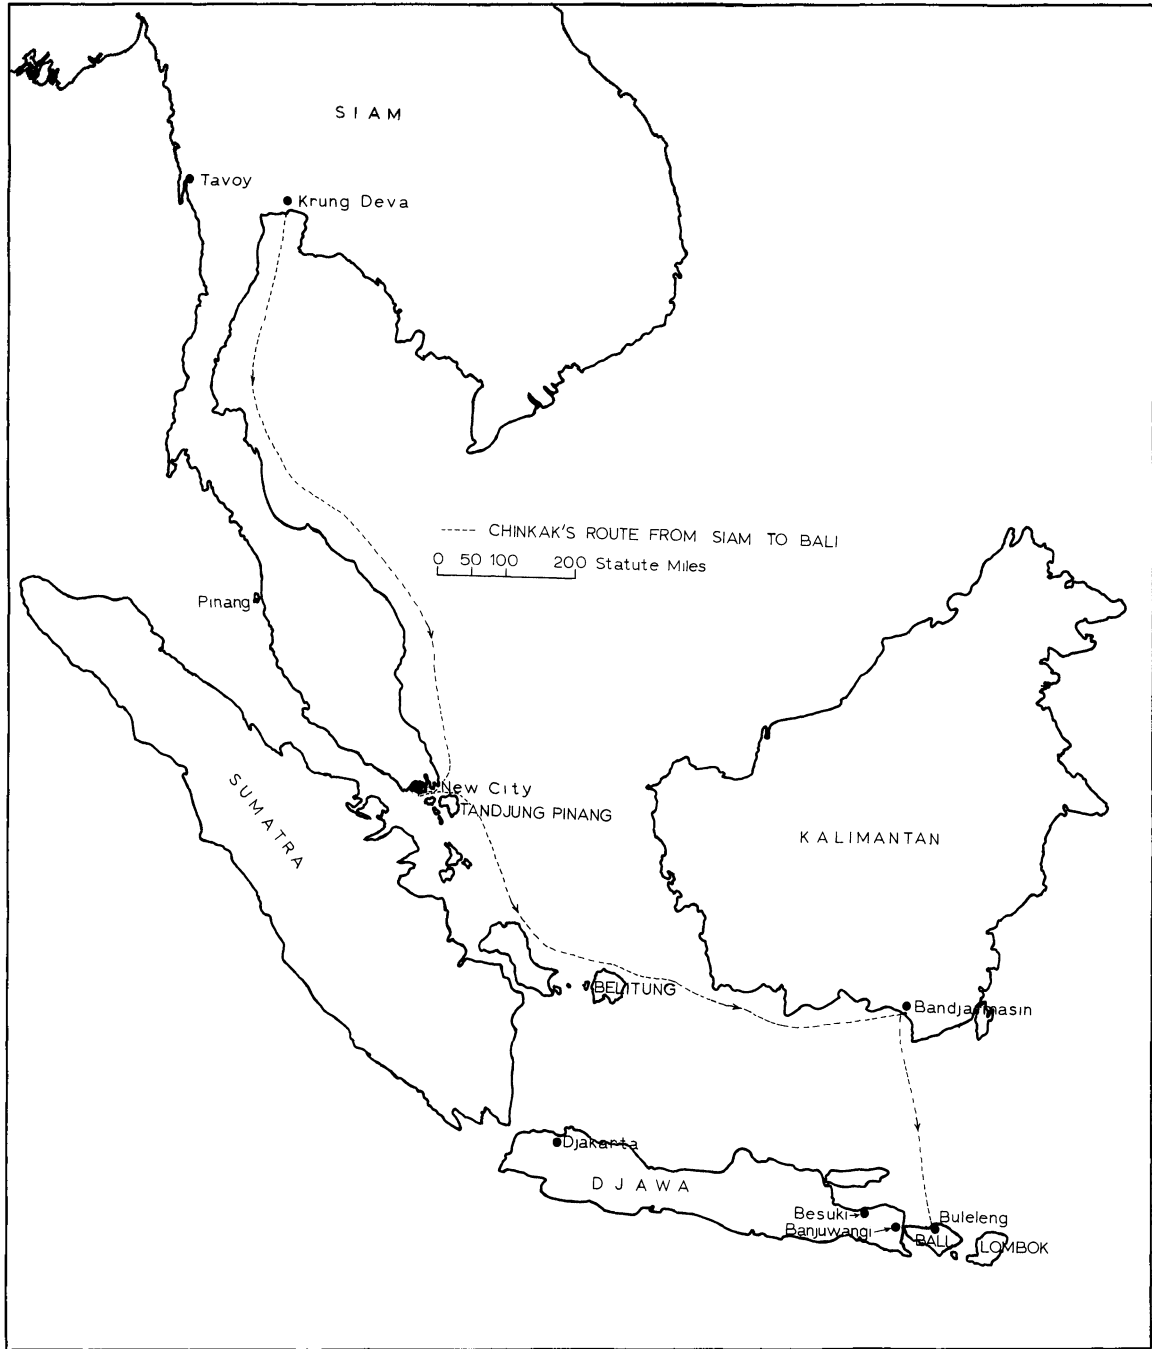 SIAM
Tavoy
Krung Deva
CHINKAK'S ROUTE FROM SIAM TO BALI
0 50 100 200 Statute Miles
Pinang
SUMATRA
New City
TANDJUNG PINANG
KALIMANTAN
BELITUNG
Bandjarmasin
Djakarta
DJAWA
Besuki
Buleleng
Banjuwangi
BALI
LOMBOK